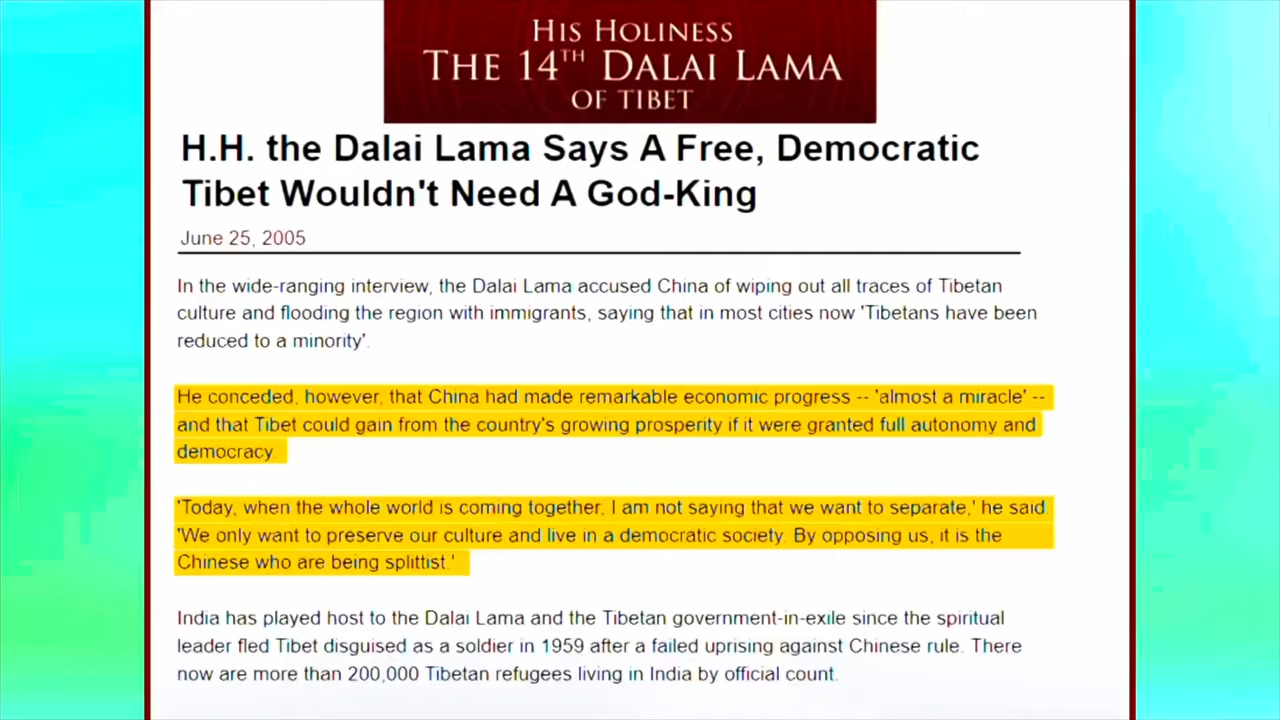 HIS HOLINESS
THE 14TH DALAI LAMA
OF TIBET
H.H. the Dalai Lama Says A Free, Democratic
Tibet Wouldn't Need A God-King
June 25, 2005
In the wide-ranging interview, the Dalai Lama accused China of wiping out all traces of Tibetan
culture and flooding the region with immigrants, saying that in most cities now 'Tibetans have been
reduced to a minority'.
He conceded, however, that China had made remarkable economic progress -- 'almost a miracle' --
and that Tibet could gain from the country's growing prosperity if it were granted full autonomy and
democracy.
'Today, when the whole world is coming together, I am not saying that we want to separate,' he said.
'We only want to preserve our culture and live in a democratic society. By opposing us, it is the
Chinese who are being splittist.'
India has played host to the Dalai Lama and the Tibetan government-in-exile since the spiritual
leader fled Tibet disguised as a soldier in 1959 after a failed uprising against Chinese rule. There
now are more than 200,000 Tibetan refugees living in India by official count.